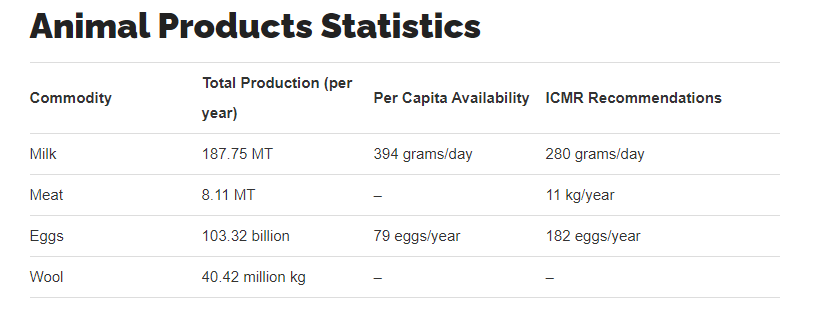 Animal Products Statistics
Commodity Total Production (per year) Per Capita Availability ICMR Recommendations
Milk 187.75 MT 394 grams/day 280 grams/day
Meat 8.11 MT – 11 kg/year
Eggs 103.32 billion 79 eggs/year 182 eggs/year
Wool 40.42 million kg – –